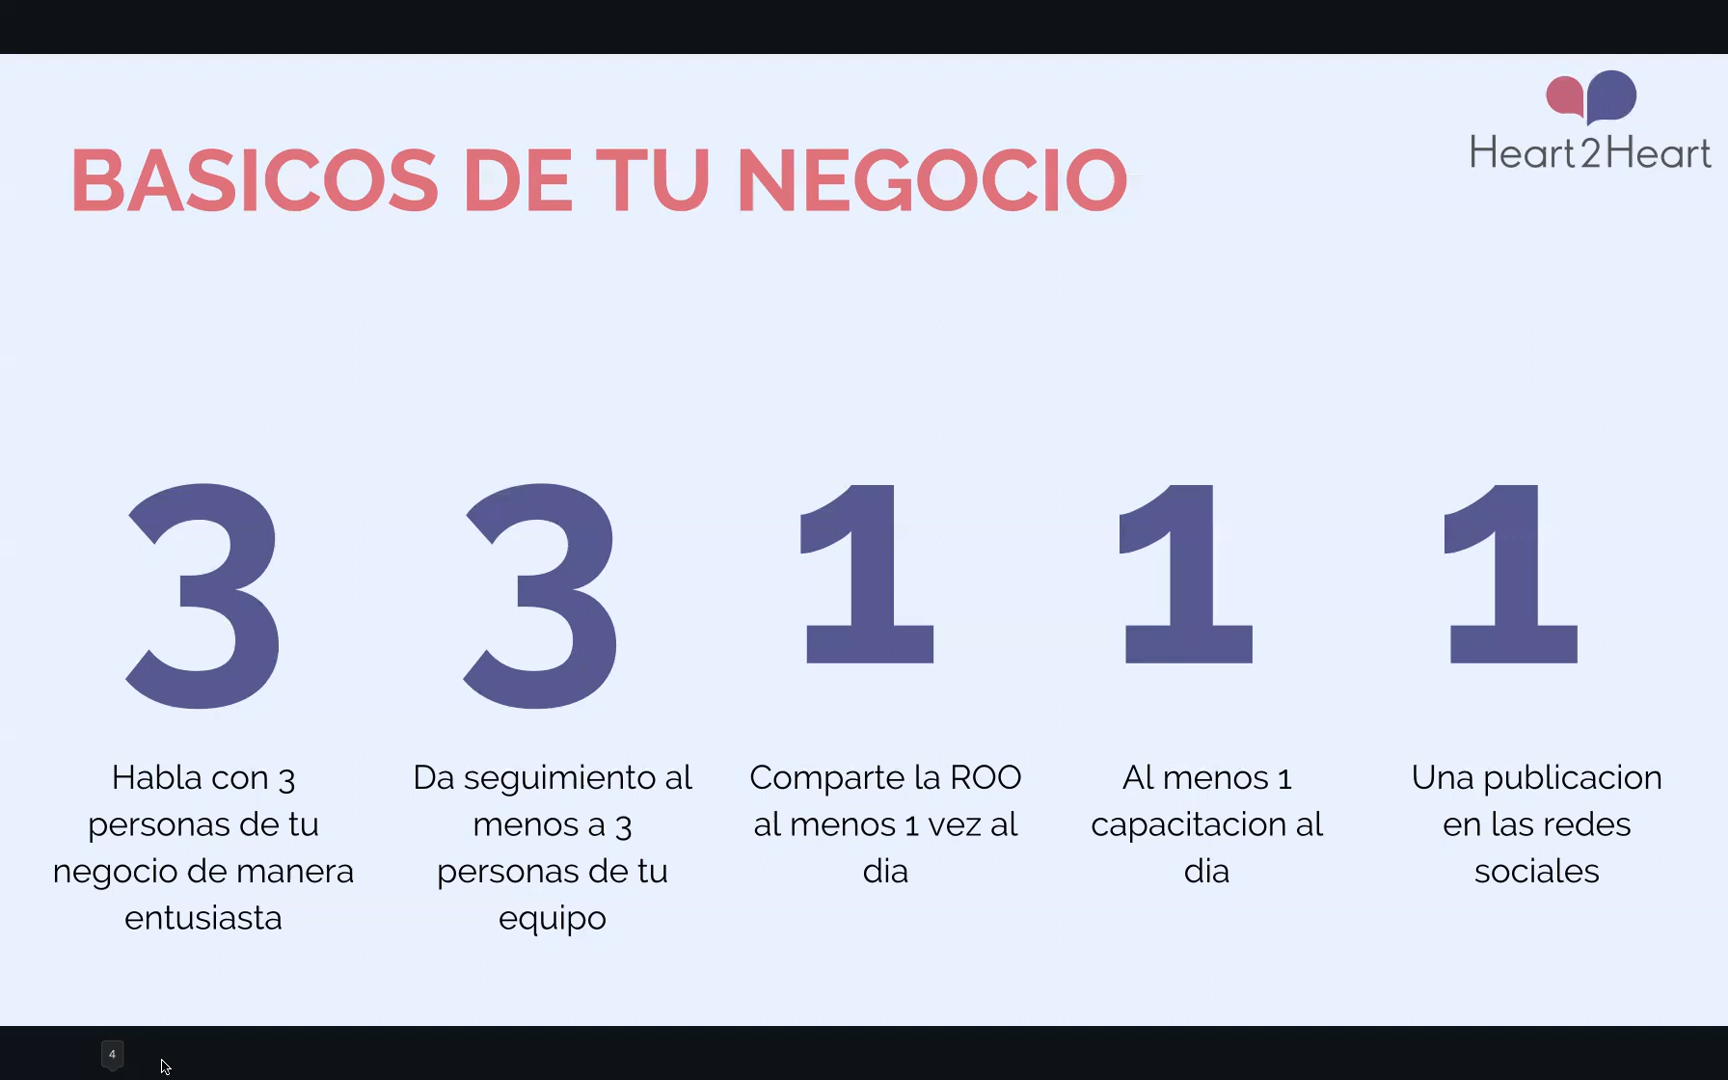 Heart2Heart
BASICOS DE TU NEGOCIO
3
Habla con 3
personas de tu
negocio de manera
entusiasta
3
Da seguimiento al
menos a 3
personas de tu
equipo
1
Comparte la ROO
al menos 1 vez al
dia
1
Al menos 1
capacitacion al
dia
1
Una publicacion
en las redes
sociales
4